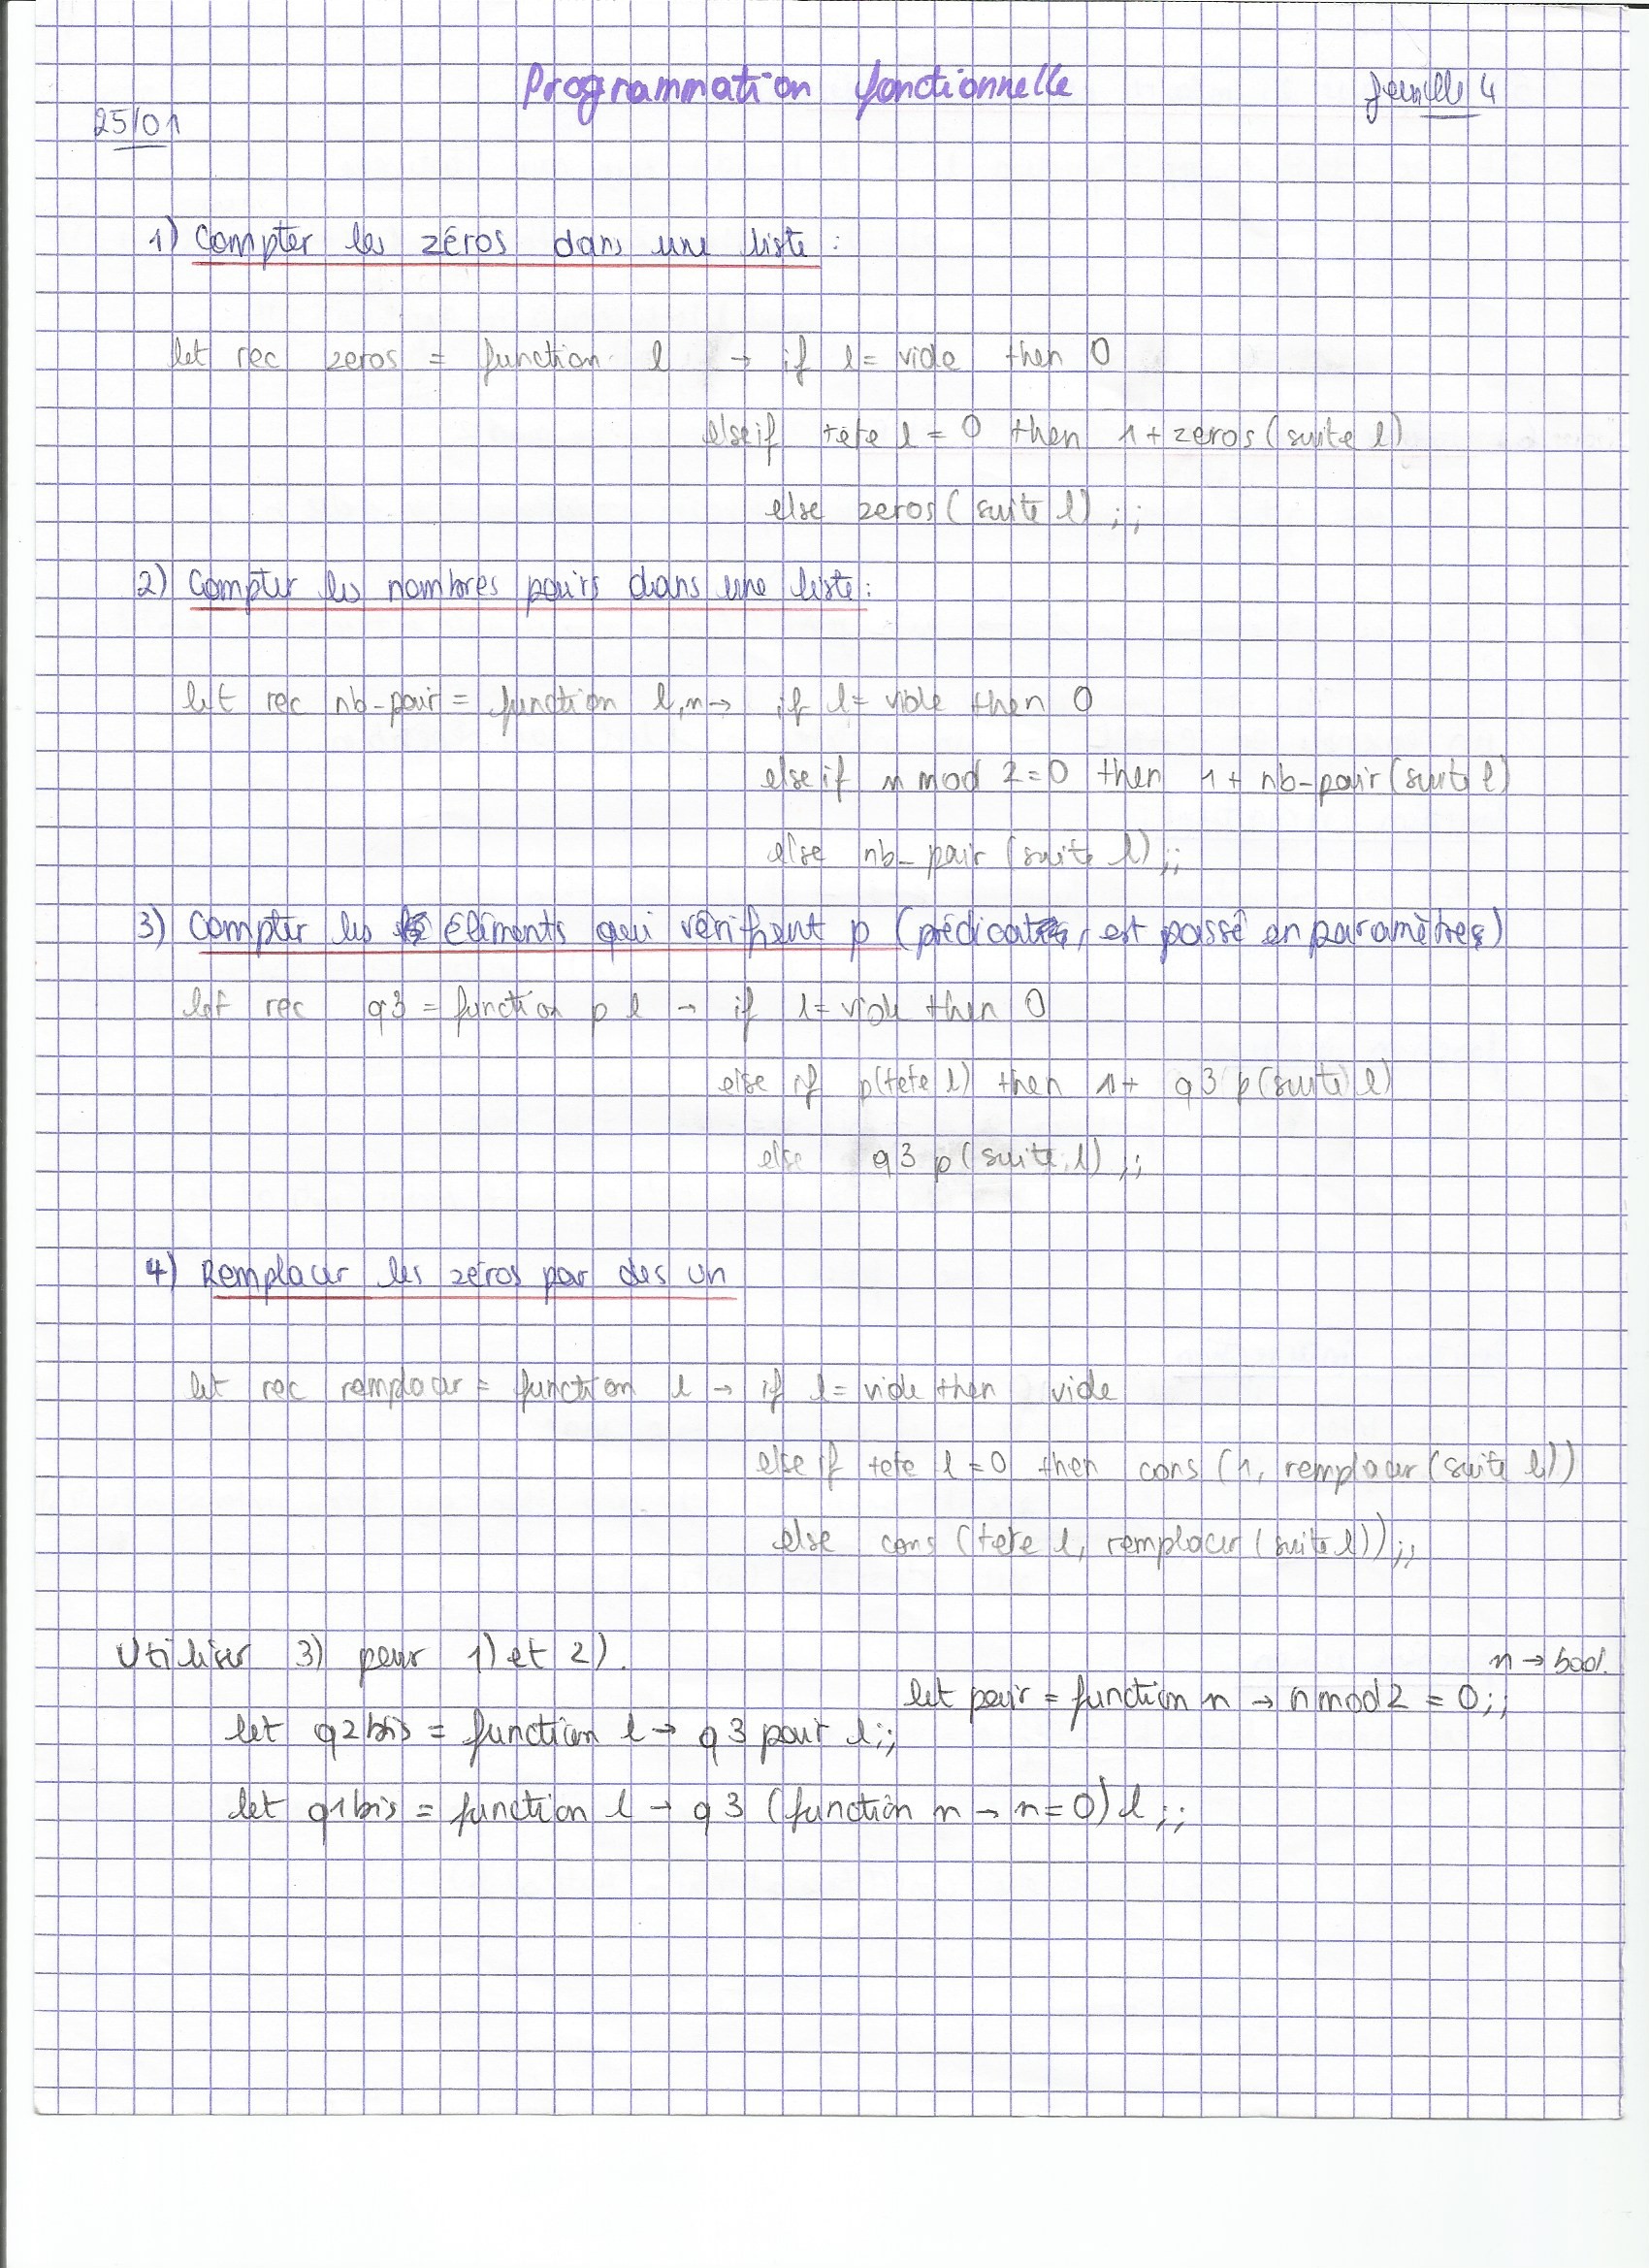 Programmation fonctionnelle
feuille 4
25/01
1) Compter les zéros dans une liste :
let rec zeros = function l → if l = vide then 0
else if tete l = 0 then 1 + zeros (suite l)
else zeros (suite l) ;;
2) Compter les nombres pairs dans une liste :
let rec nb-pair = function l, n → if l = vide then 0
else if n mod 2 = 0 then 1 + nb-pair (suite l)
else nb-pair (suite l) ;;
3) Compter les éléments qui vérifient p (prédicat, est passé en paramètre)
let rec q3 = function p l → if l = vide then 0
else if p(tete l) then 1 + q3 p (suite l)
else q3 p (suite l) ;;
4) Remplacer les zéros par des un
let rec remplacer = function l → if l = vide then vide
else if tete l = 0 then cons (1, remplacer (suite l))
else cons (tete l, remplacer (suite l)) ;;
Utiliser 3) pour 1) et 2).
n → bool.
let pair = function n → n mod 2 = 0 ;;
let q2bis = function l → q3 pair l ;;
let q1bis = function l → q3 (function n → n = 0) l ;;